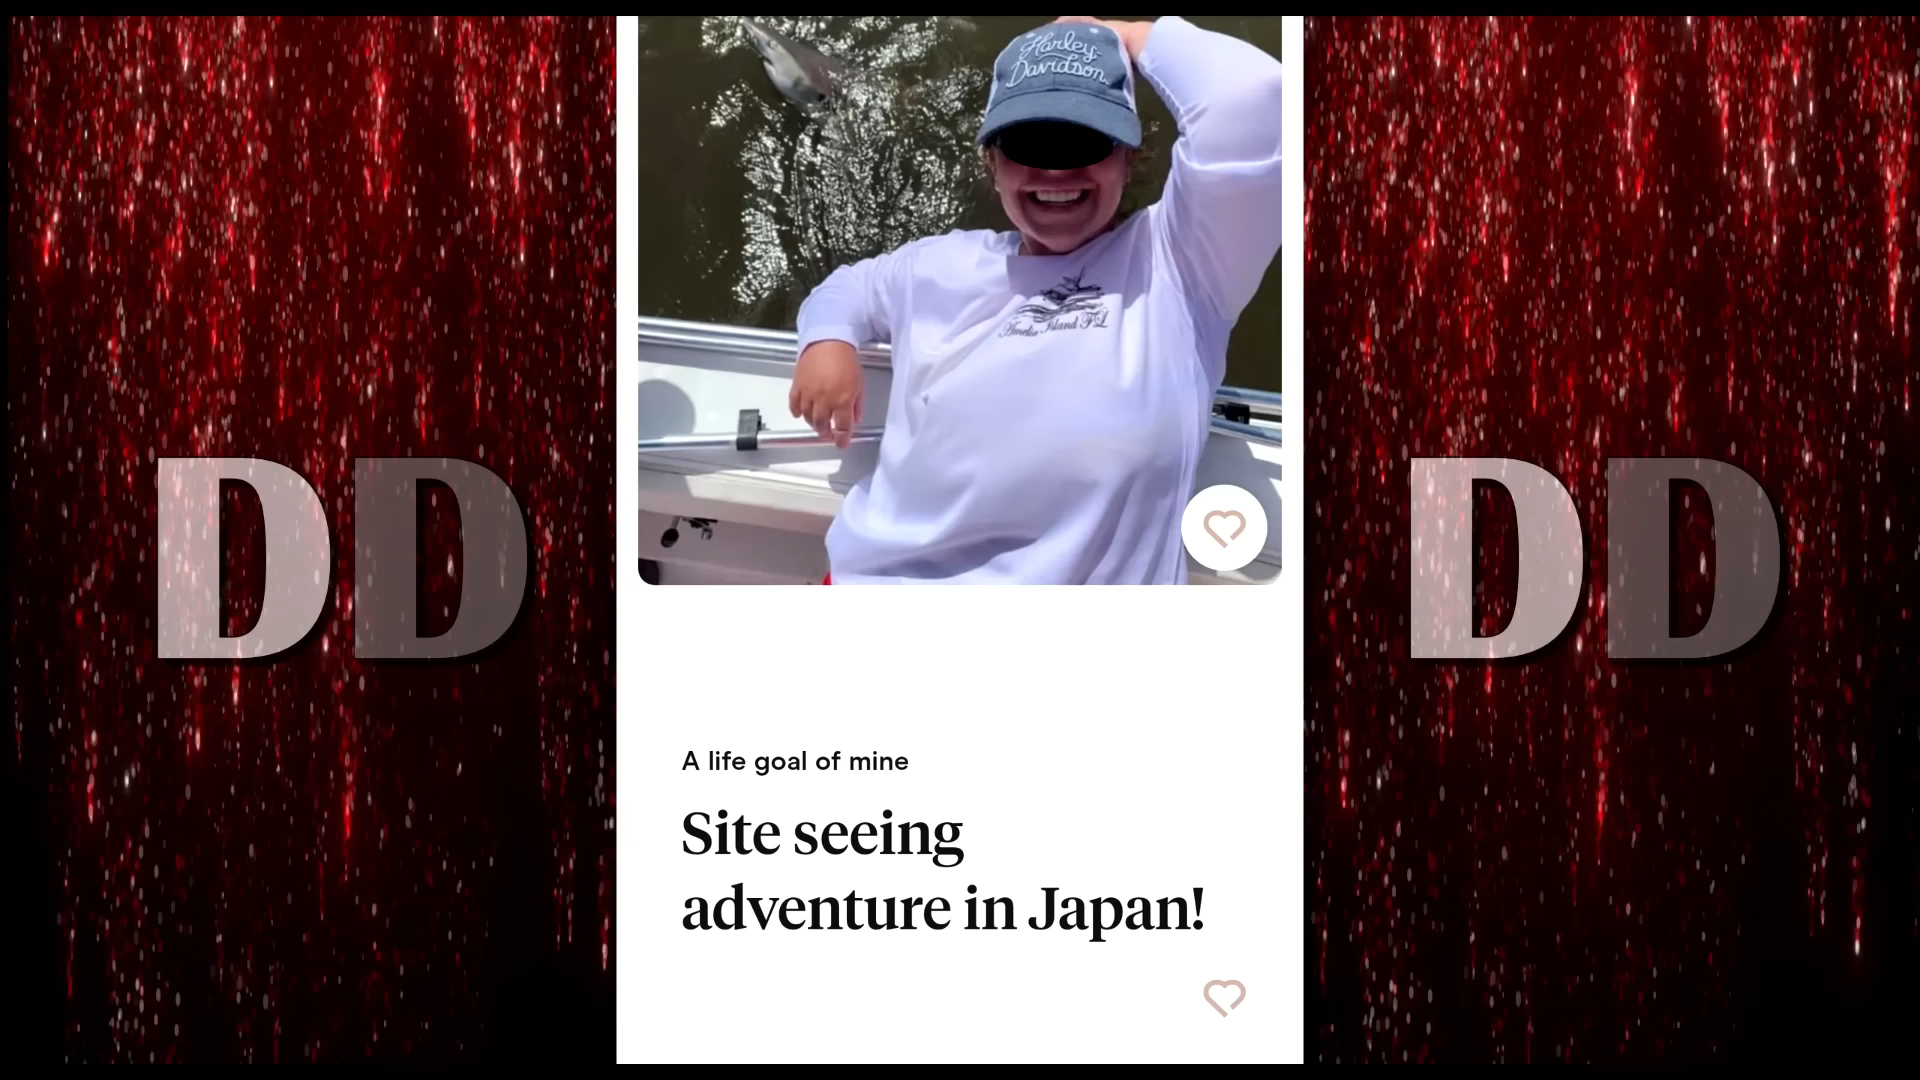 Harley-
Davidson
Amelia Island FL
DD
DD
A life goal of mine
Site seeing
adventure in Japan!